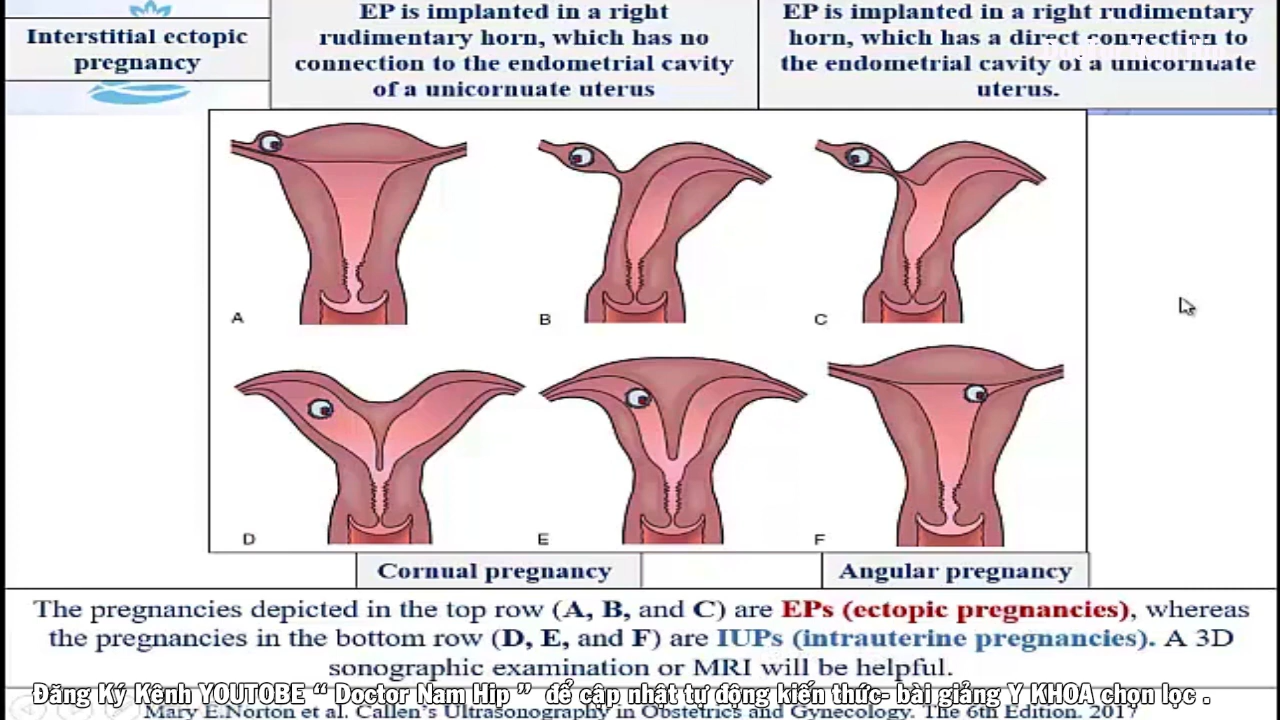 Interstitial ectopic
pregnancy
EP is implanted in a right
rudimentary horn, which has no
connection to the endometrial cavity
of a unicornuate uterus
EP is implanted in a right rudimentary
horn, which has a direct connection to
the endometrial cavity of a unicornuate
uterus.
A
B
C
D
E
F
Cornual pregnancy
Angular pregnancy
The pregnancies depicted in the top row (A, B, and C) are EPs (ectopic pregnancies), whereas
the pregnancies in the bottom row (D, E, and F) are IUPs (intrauterine pregnancies). A 3D
sonographic examination or MRI will be helpful.
Đăng Ký Kênh YOUTOBE “ Doctor Nam Hip ” để cập nhật tự động kiến thức- bài giảng Y KHOA chọn lọc .
Mary E.Norton et al. Callen's Ultrasonography in Obstetrics and Gynecology. The 6th Edition. 2017